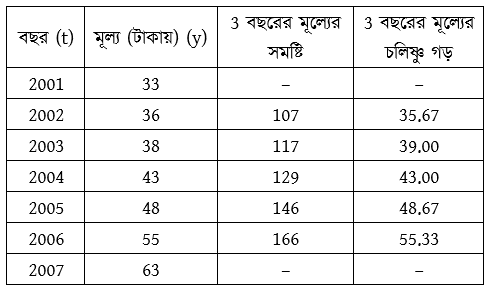 বছর (t) মূল্য (টাকায়) (y) 3 বছরের মূল্যের সমষ্টি 3 বছরের মূল্যের চলিষ্ণু গড়
2001 33 – –
2002 36 107 35.67
2003 38 117 39.00
2004 43 129 43.00
2005 48 146 48.67
2006 55 166 55.33
2007 63 – –